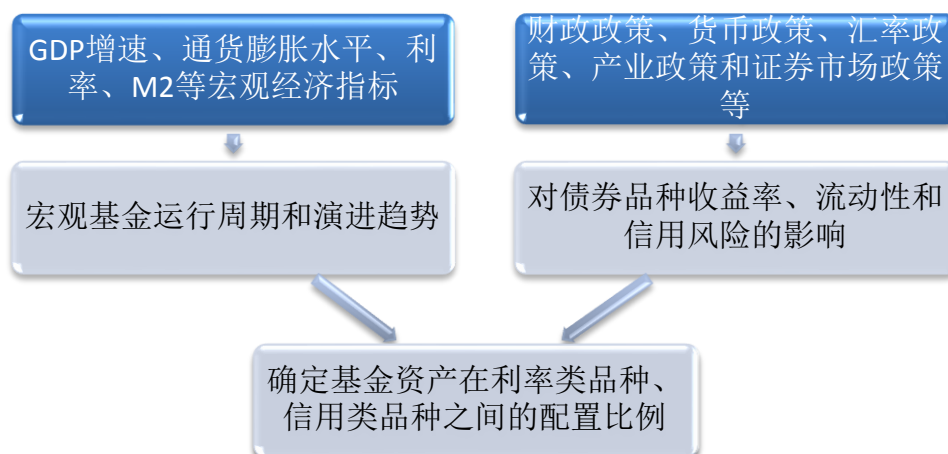 GDP增速、通货膨胀水平、利
率、M2等宏观经济指标
财政政策、货币政策、汇率政
策、产业政策和证券市场政策
等
宏观基金运行周期和演进趋势
对债券品种收益率、流动性和
信用风险的影响
确定基金资产在利率类品种、
信用类品种之间的配置比例